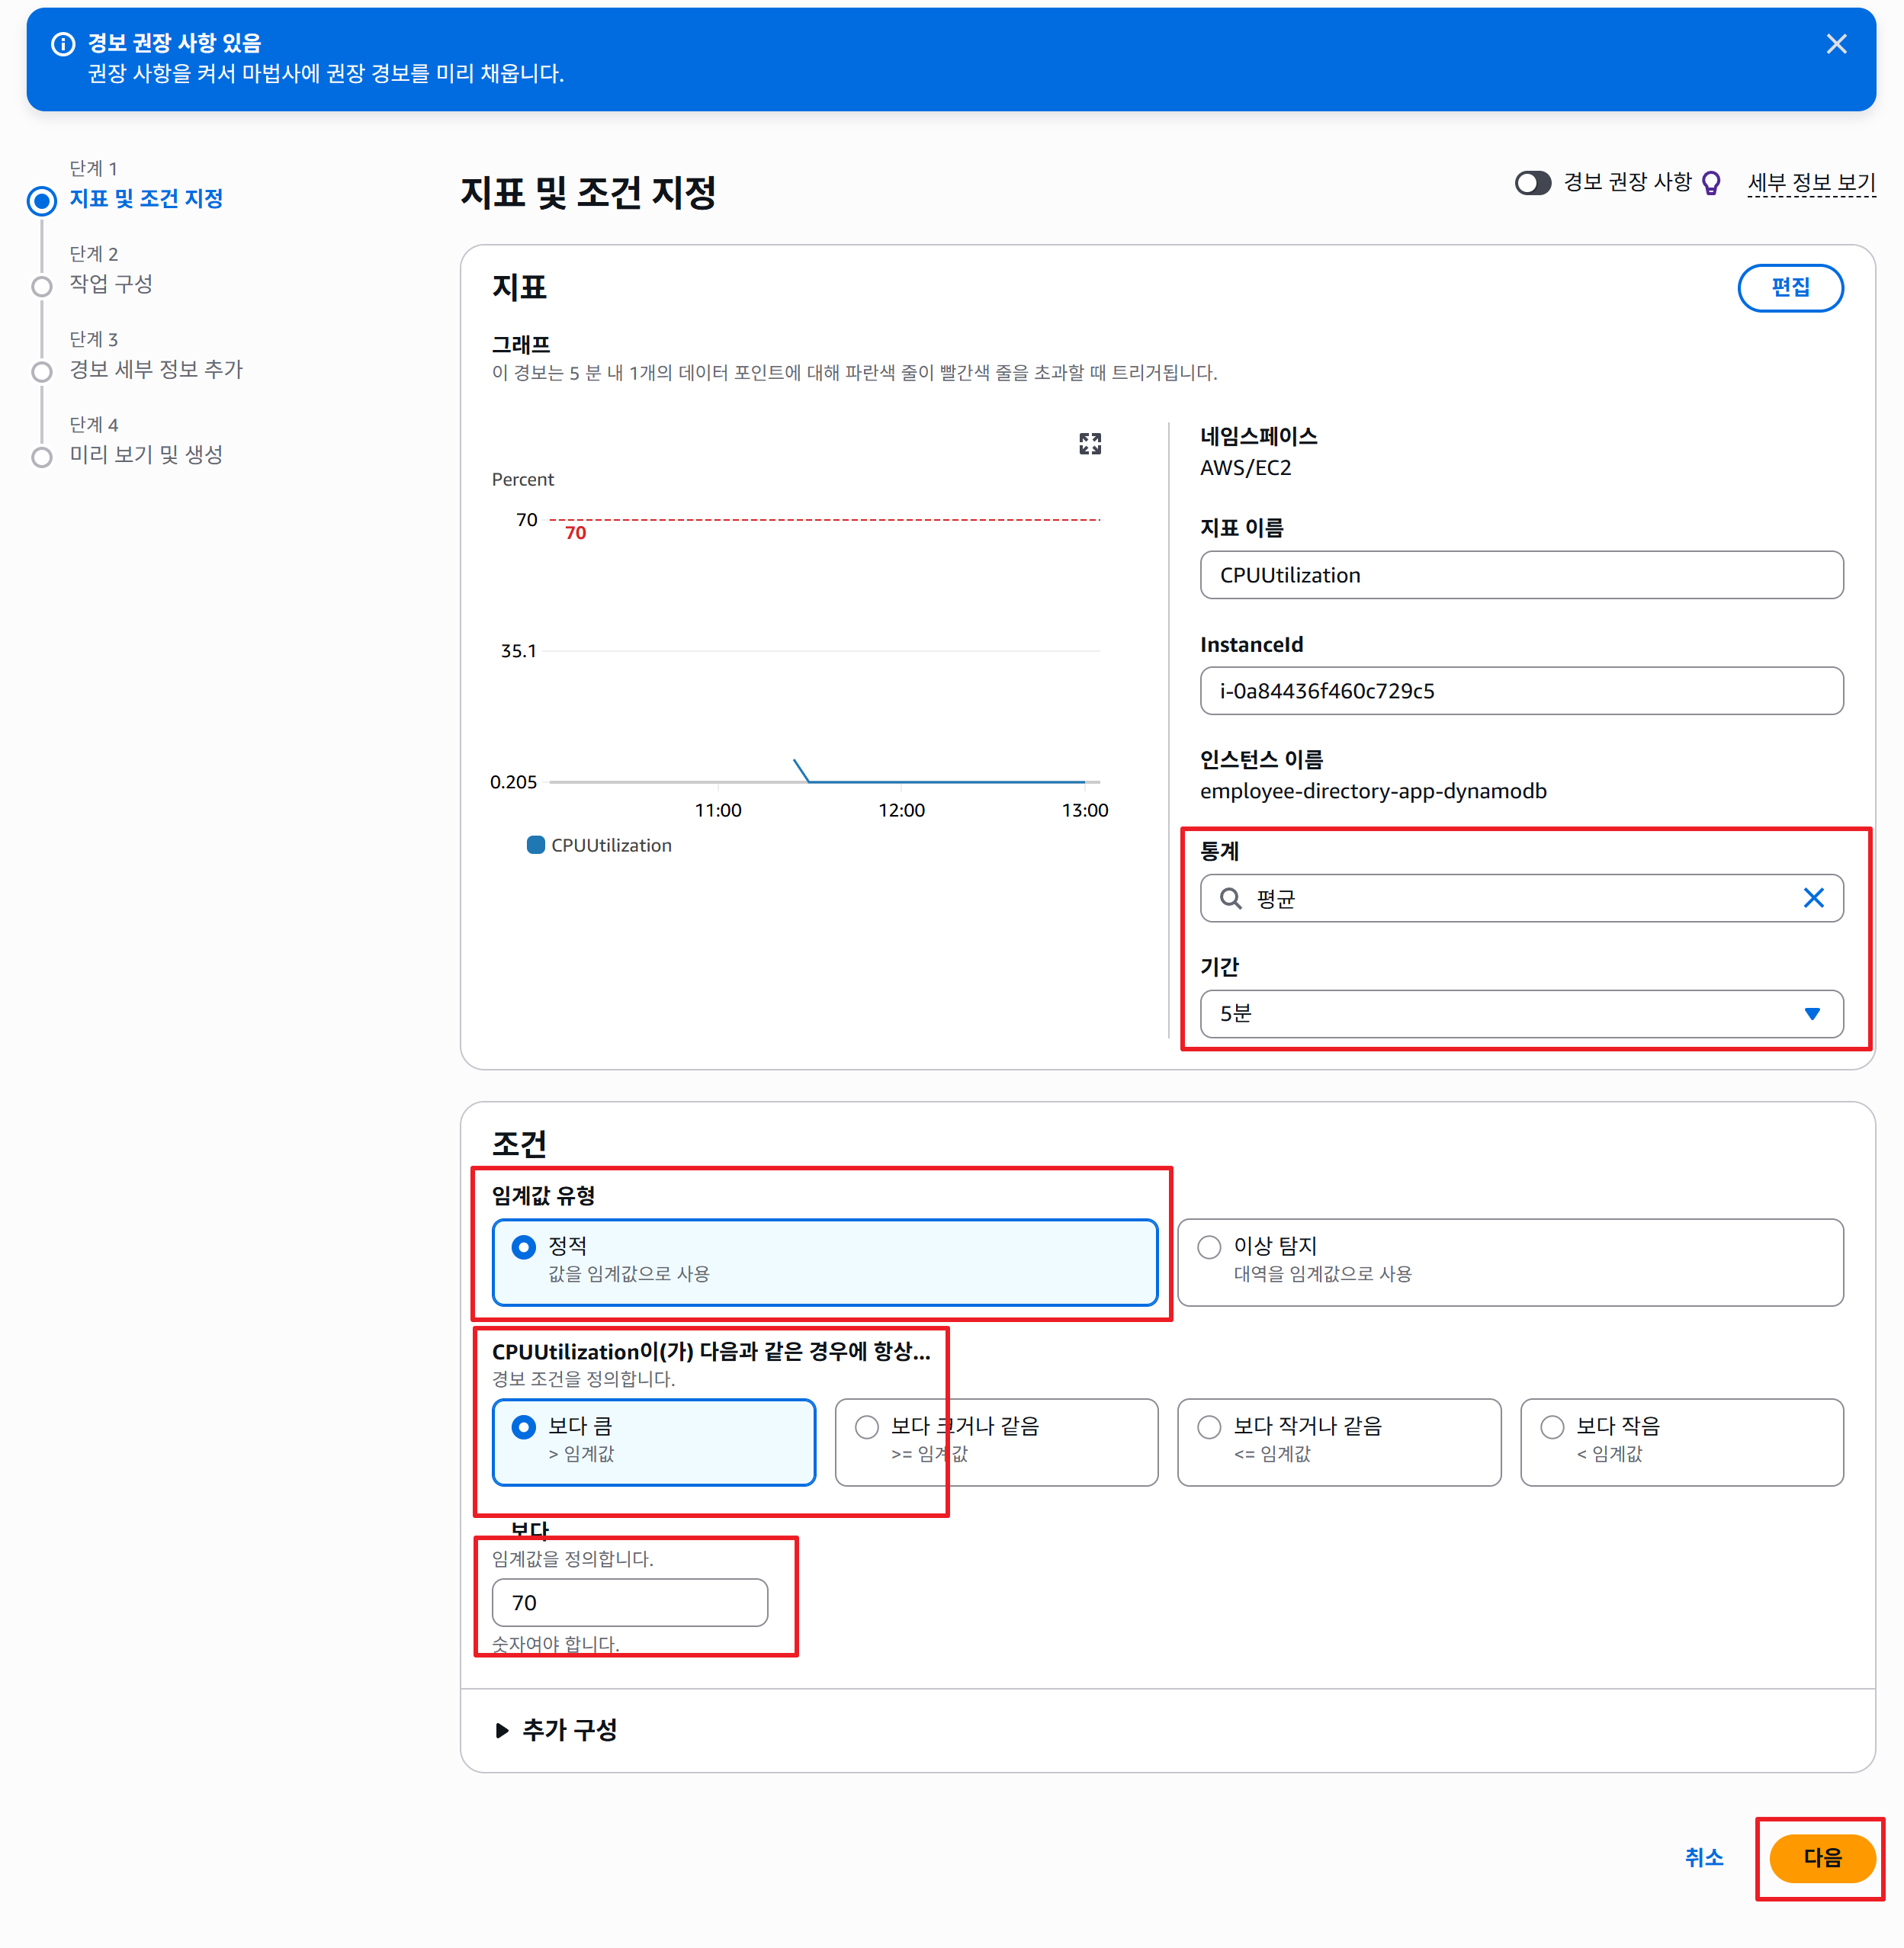 경보 권장 사항 있음
권장 사항을 켜서 마법사에 권장 경보를 미리 채웁니다.
단계 1
지표 및 조건 지정
단계 2
작업 구성
단계 3
경보 세부 정보 추가
단계 4
미리 보기 및 생성
지표 및 조건 지정
경보 권장 사항
세부 정보 보기
지표
편집
그래프
이 경보는 5 분 내 1개의 데이터 포인트에 대해 파란색 줄이 빨간색 줄을 초과할 때 트리거됩니다.
Percent
70
70
35.1
0.205
11:00
12:00
13:00
CPUUtilization
네임스페이스
AWS/EC2
지표 이름
CPUUtilization
InstanceId
i-0a84436f460c729c5
인스턴스 이름
employee-directory-app-dynamodb
통계
평균
기간
5분
조건
임계값 유형
정적
값을 임계값으로 사용
이상 탐지
대역을 임계값으로 사용
CPUUtilization이(가) 다음과 같은 경우에 항상...
경보 조건을 정의합니다.
보다 큼
> 임계값
보다 크거나 같음
>= 임계값
보다 작거나 같음
<= 임계값
보다 작음
< 임계값
보다
임계값을 정의합니다.
70
숫자여야 합니다.
추가 구성
취소
다음